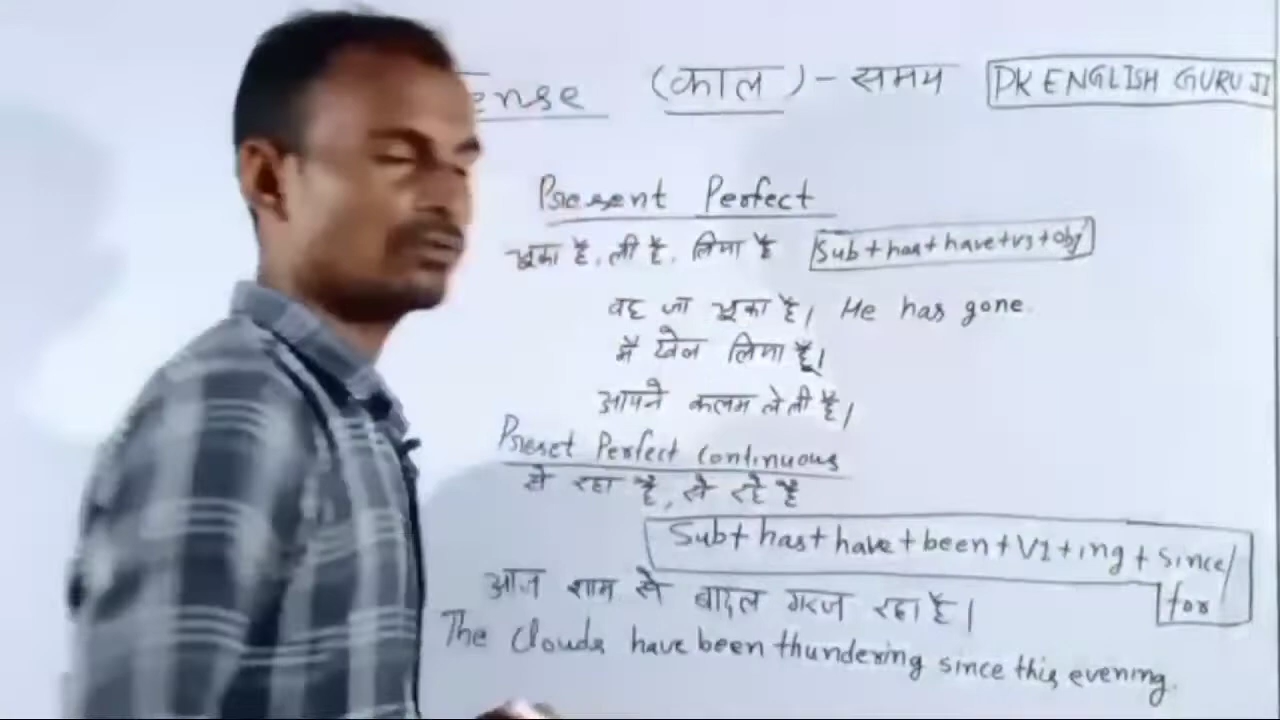 ense (काल) - समय PK ENGLISH GURU JI
Present Perfect
चूका है, ली है, लिया है Sub + has + have + v3 + obj
वह जा चूका है। He has gone.
मैं खेल लिया हूँ।
आपने कलम ले ली है।
Preset Perfect Continuous
से रहा है, से रहे है
Sub + has + have + been + V1 + ing + since/
for
आज शाम से बादल गरज रहा है।
The Clouds have been thundering since this evening.